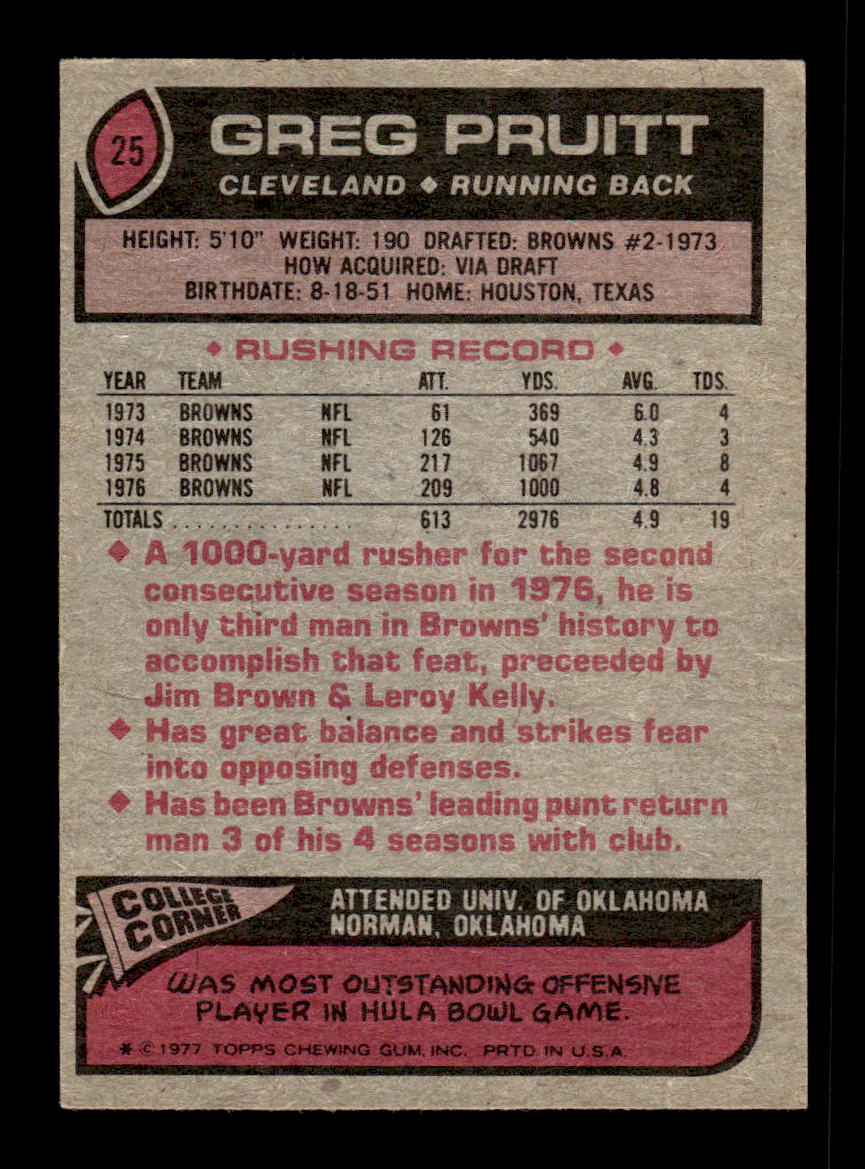 25
GREG PRUITT
CLEVELAND ◆ RUNNING BACK
HEIGHT: 5'10" WEIGHT: 190 DRAFTED: BROWNS #2-1973
HOW ACQUIRED: VIA DRAFT
BIRTHDATE: 8-18-51 HOME: HOUSTON, TEXAS
◆ RUSHING RECORD ◆
YEAR TEAM ATT. YDS. AVG. TDS.
1973 BROWNS NFL 61 369 6.0 4
1974 BROWNS NFL 126 540 4.3 3
1975 BROWNS NFL 217 1067 4.9 8
1976 BROWNS NFL 209 1000 4.8 4
TOTALS . . . . . . . . . . . . . . . 613 2976 4.9 19
◆ A 1000-yard rusher for the second
consecutive season in 1976, he is
only third man in Browns' history to
accomplish that feat, preceeded by
Jim Brown & Leroy Kelly.
◆ Has great balance and strikes fear
into opposing defenses.
◆ Has been Browns' leading punt return
man 3 of his 4 seasons with club.
COLLEGE
CORNER
ATTENDED UNIV. OF OKLAHOMA
NORMAN, OKLAHOMA
WAS MOST OUTSTANDING OFFENSIVE
PLAYER IN HULA BOWL GAME.
* © 1977 TOPPS CHEWING GUM, INC. PRTD. IN U.S.A.